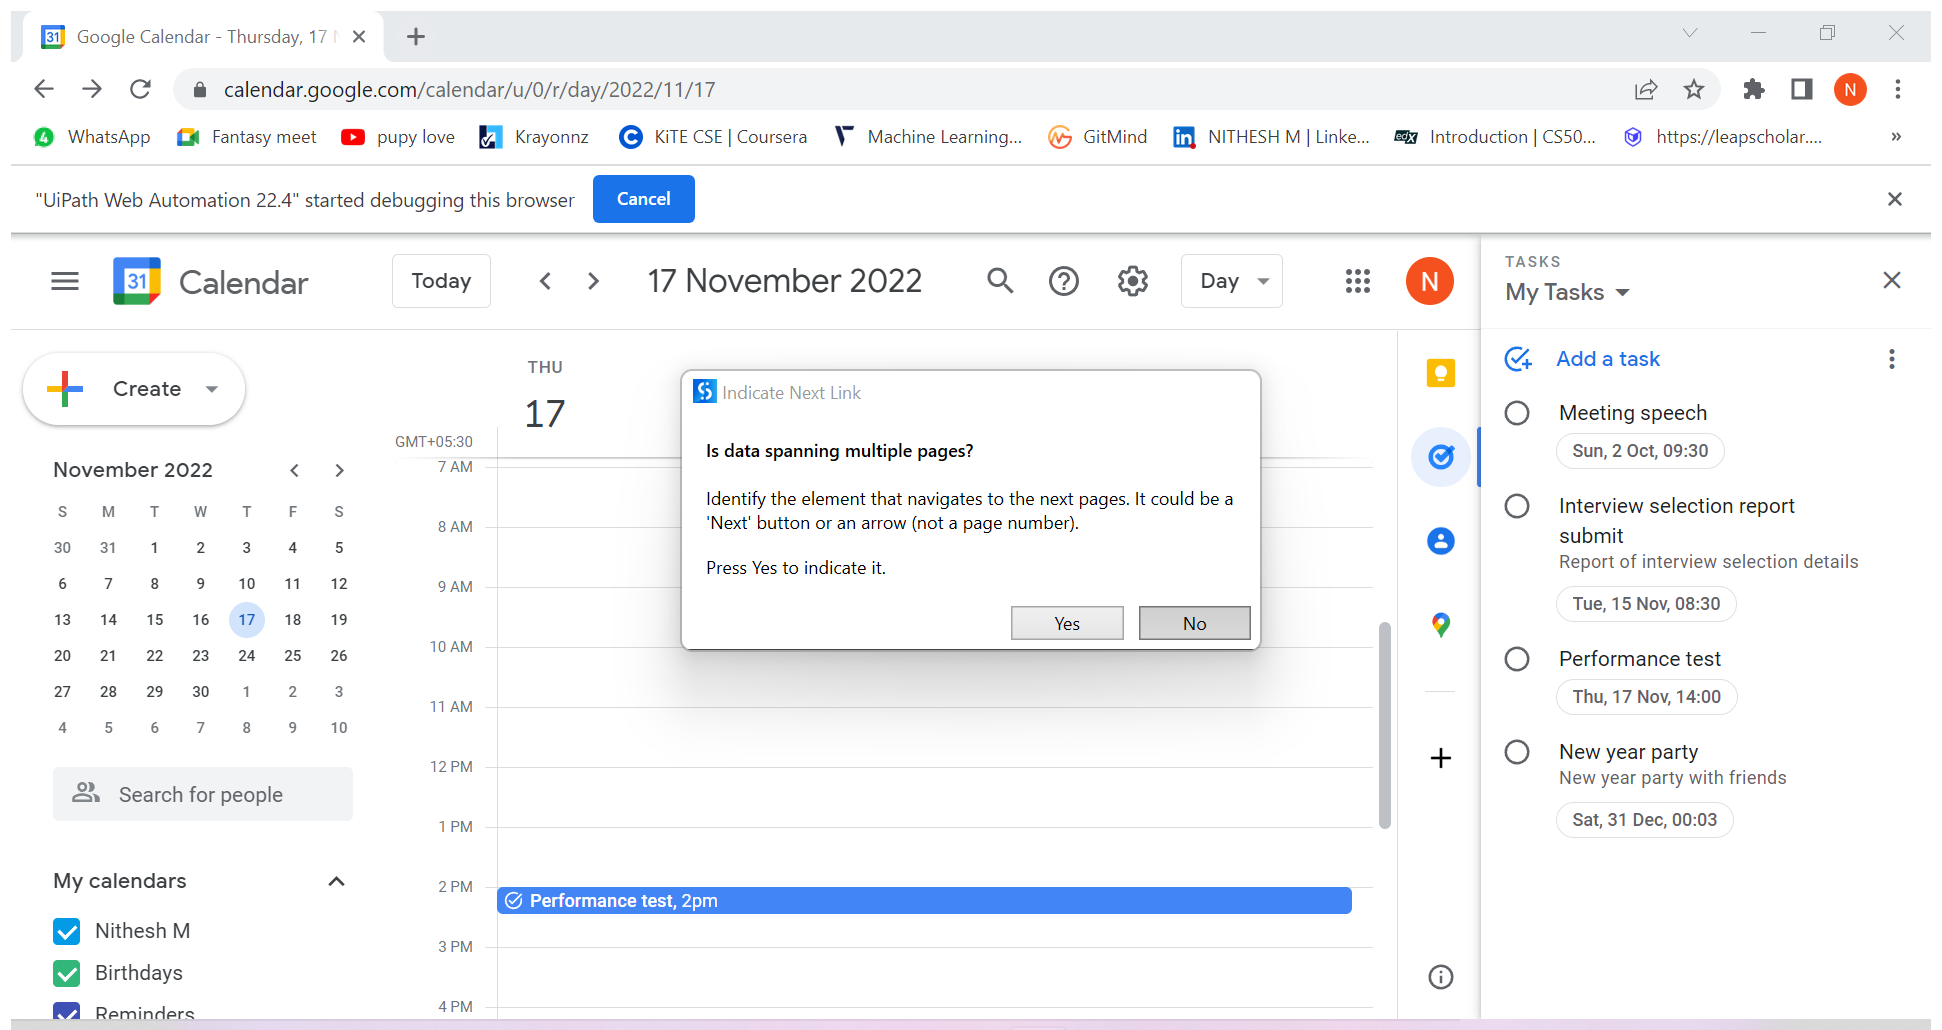 Google Calendar - Thursday, 17 N
calendar.google.com/calendar/u/0/r/day/2022/11/17
N
WhatsApp
Fantasy meet
pupy love
Krayonnz
KiTE CSE | Coursera
Machine Learning...
GitMind
NITHESH M | Linke...
Introduction | CS50...
https://leapscholar....
»
"UiPath Web Automation 22.4" started debugging this browser
Cancel
31
Calendar
Today
17 November 2022
Day
N
TASKS
My Tasks
Create
THU
17
GMT+05:30
November 2022
S M T W T F S
30 31 1 2 3 4 5
6 7 8 9 10 11 12
13 14 15 16 17 18 19
20 21 22 23 24 25 26
27 28 29 30 1 2 3
4 5 6 7 8 9 10
Search for people
My calendars
Nithesh M
Birthdays
Reminders
7 AM
8 AM
9 AM
10 AM
11 AM
12 PM
1 PM
2 PM
Performance test, 2pm
3 PM
4 PM
Indicate Next Link
Is data spanning multiple pages?
Identify the element that navigates to the next pages. It could be a
'Next' button or an arrow (not a page number).
Press Yes to indicate it.
Yes
No
Add a task
Meeting speech
Sun, 2 Oct, 09:30
Interview selection report
submit
Report of interview selection details
Tue, 15 Nov, 08:30
Performance test
Thu, 17 Nov, 14:00
New year party
New year party with friends
Sat, 31 Dec, 00:03